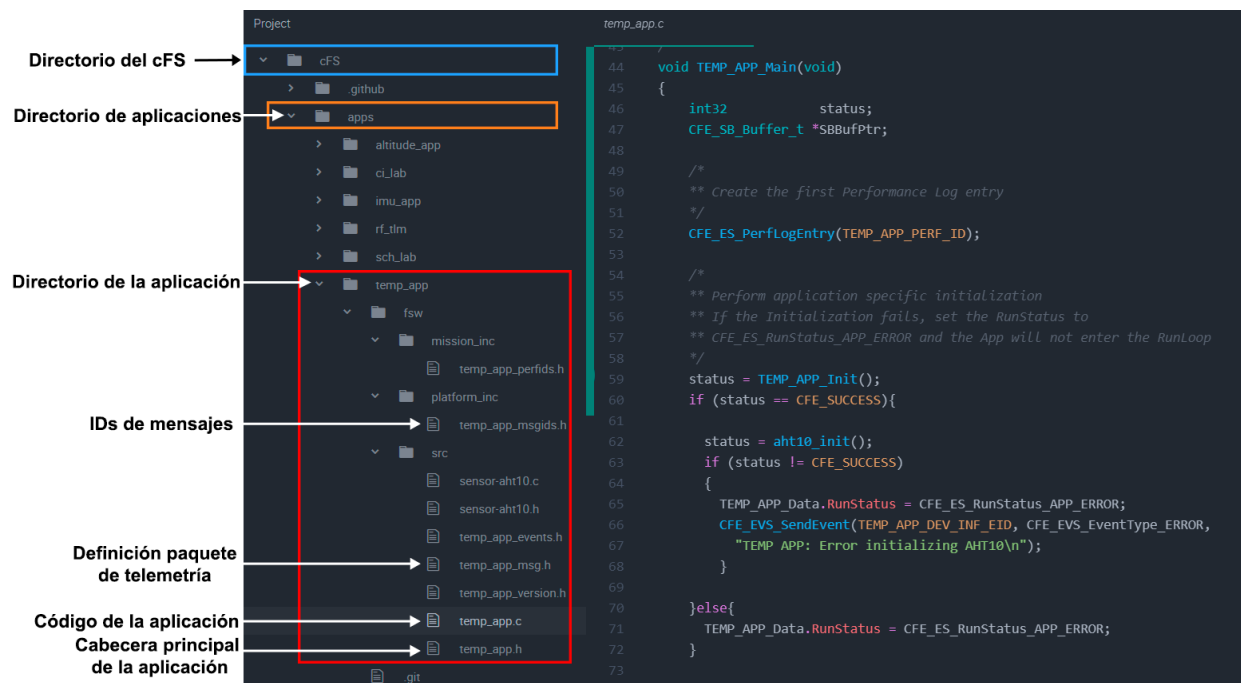 Project
temp_app.c
Directorio del cFS
cFS
.github
Directorio de aplicaciones
apps
altitude_app
ci_lab
imu_app
rf_tlm
sch_lab
Directorio de la aplicación
temp_app
fsw
mission_inc
temp_app_perfids.h
platform_inc
IDs de mensajes
temp_app_msgids.h
src
sensor-aht10.c
sensor-aht10.h
temp_app_events.h
Definición paquete
de telemetría
temp_app_msg.h
temp_app_version.h
Código de la aplicación
temp_app.c
Cabecera principal
de la aplicación
temp_app.h
.git
43 /
44 void TEMP_APP_Main(void)
45 {
46     int32           status;
47     CFE_SB_Buffer_t *SBBufPtr;
48
49     /*
50     ** Create the first Performance Log entry
51     */
52     CFE_ES_PerfLogEntry(TEMP_APP_PERF_ID);
53
54     /*
55     ** Perform application specific initialization
56     ** If the Initialization fails, set the RunStatus to
57     ** CFE_ES_RunStatus_APP_ERROR and the App will not enter the RunLoop
58     */
59     status = TEMP_APP_Init();
60     if (status == CFE_SUCCESS){
61
62       status = aht10_init();
63       if (status != CFE_SUCCESS)
64       {
65         TEMP_APP_Data.RunStatus = CFE_ES_RunStatus_APP_ERROR;
66         CFE_EVS_SendEvent(TEMP_APP_DEV_INF_EID, CFE_EVS_EventType_ERROR,
67           "TEMP APP: Error initializing AHT10\n");
68         }
69
70     }else{
71       TEMP_APP_Data.RunStatus = CFE_ES_RunStatus_APP_ERROR;
72     }
73